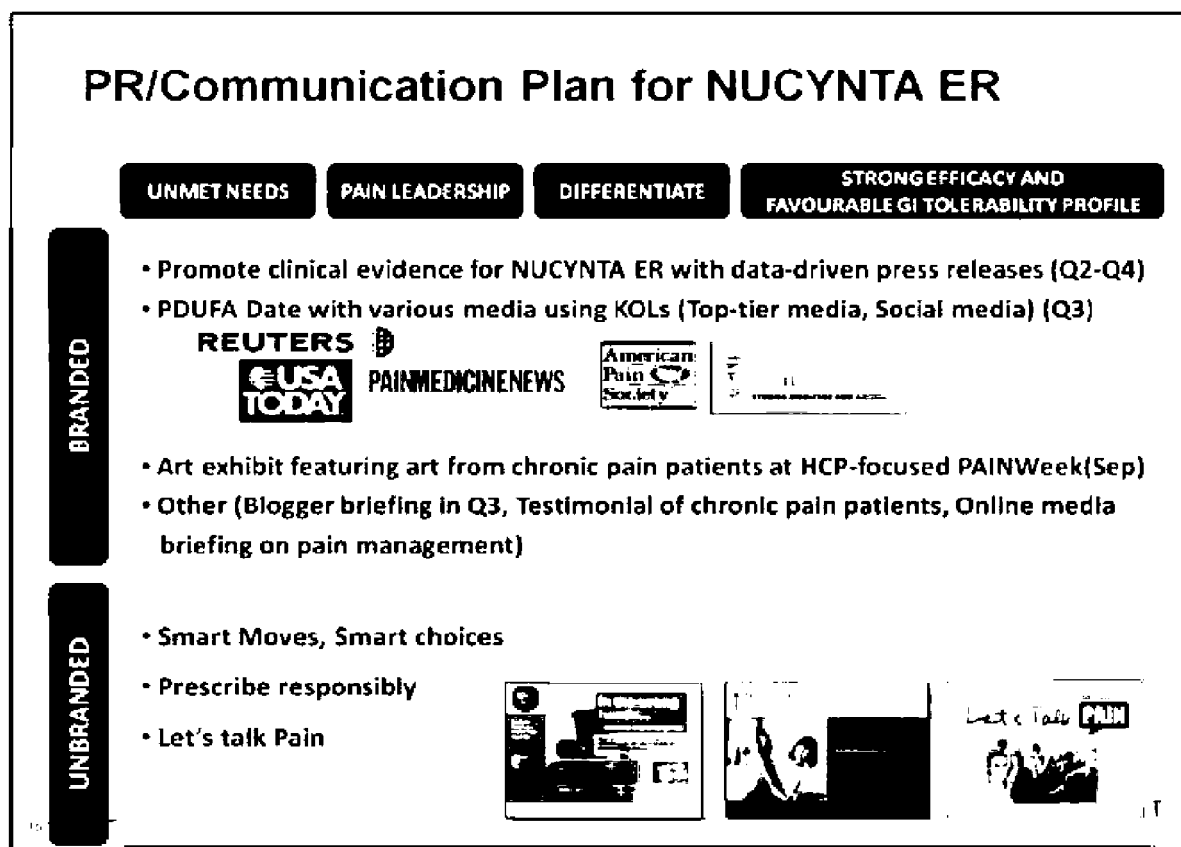 PR/Communication Plan for NUCYNTA ER
UNMET NEEDS
PAIN LEADERSHIP
DIFFERENTIATE
STRONG EFFICACY AND
FAVOURABLE GI TOLERABILITY PROFILE
BRANDED
• Promote clinical evidence for NUCYNTA ER with data-driven press releases (Q2-Q4)
• PDUFA Date with various media using KOLs (Top-tier media, Social media) (Q3)
REUTERS
USA
TODAY
PAINMEDICINENEWS
American
Pain
Society
• Art exhibit featuring art from chronic pain patients at HCP-focused PAINWeek(Sep)
• Other (Blogger briefing in Q3, Testimonial of chronic pain patients, Online media
briefing on pain management)
UNBRANDED
• Smart Moves, Smart choices
• Prescribe responsibly
• Let's talk Pain
Let's Talk PAIN